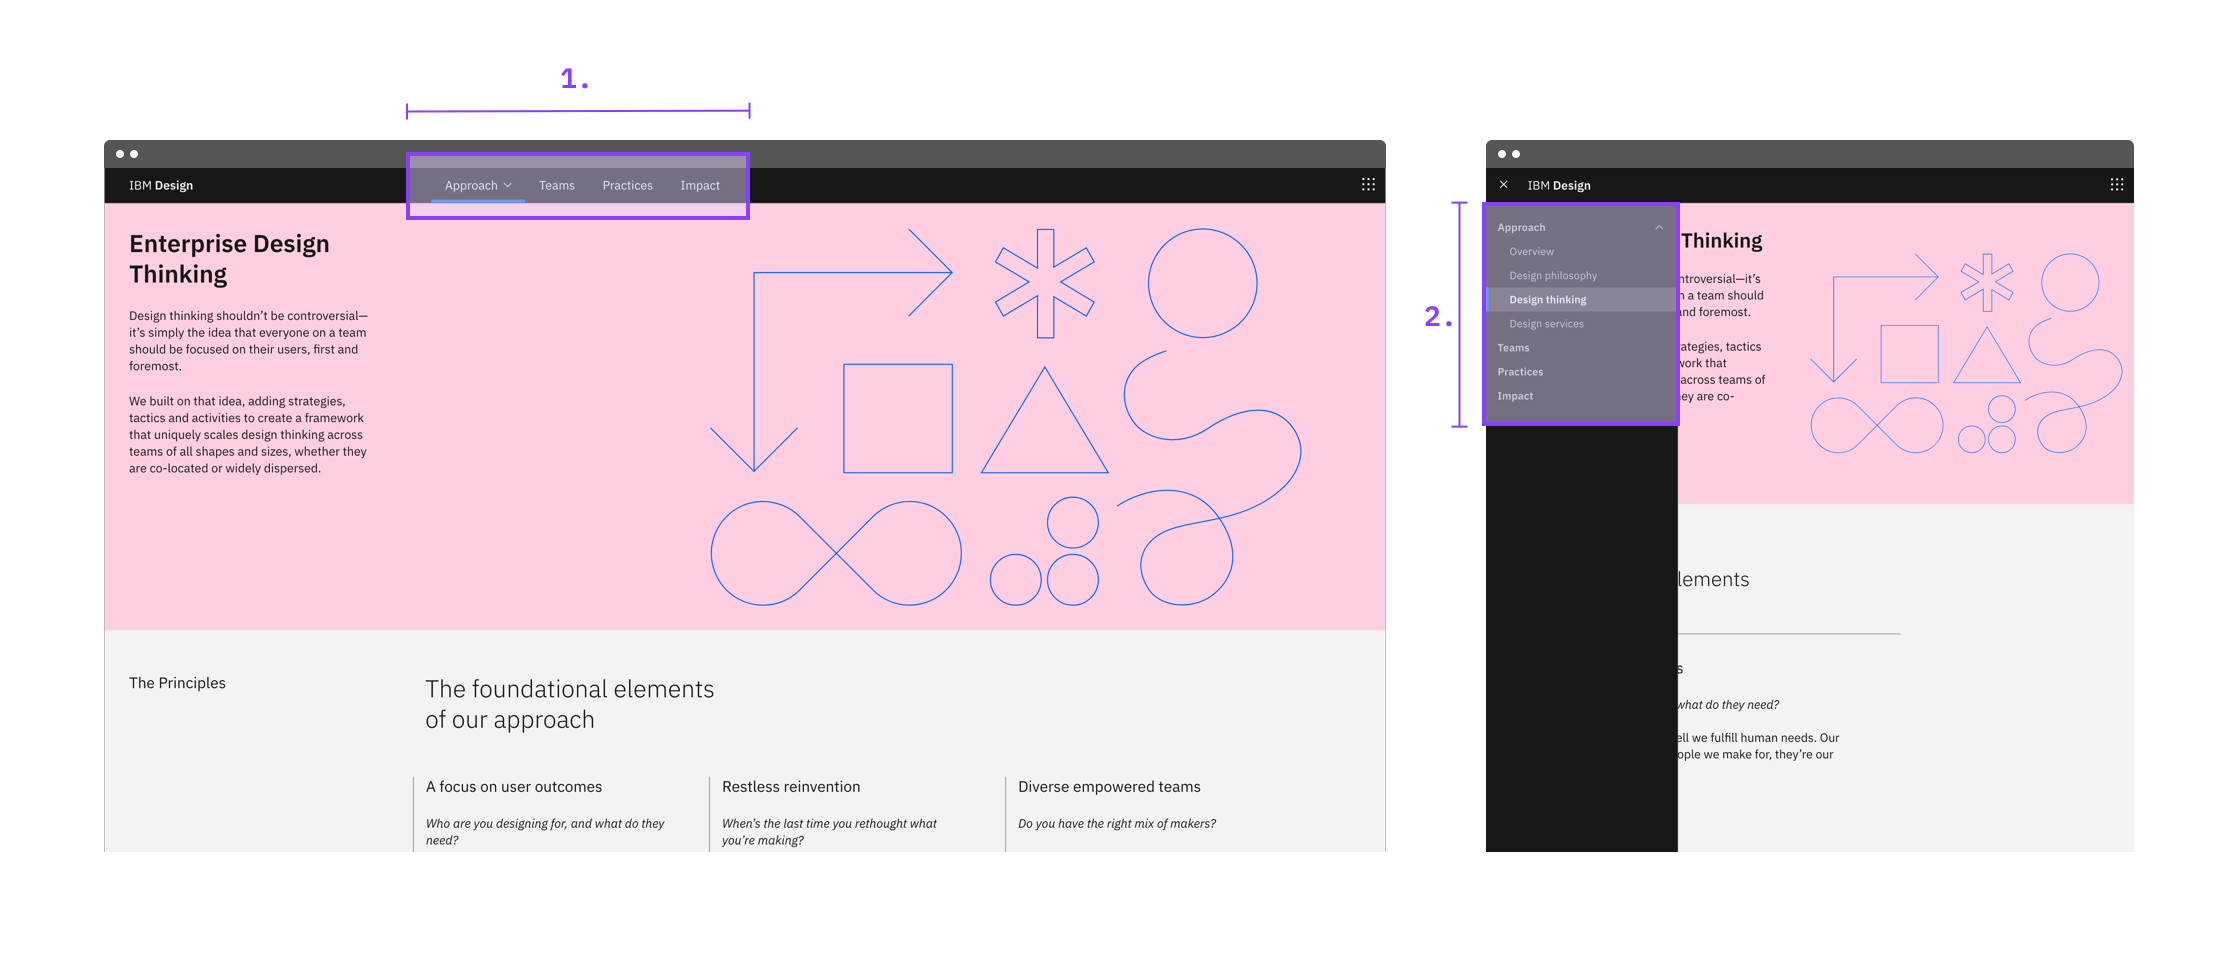 1.
IBM Design
Approach
Teams
Practices
Impact
Enterprise Design
Thinking
Design thinking shouldn’t be controversial—
it’s simply the idea that everyone on a team
should be focused on their users, first and
foremost.
We built on that idea, adding strategies,
tactics and activities to create a framework
that uniquely scales design thinking across
teams of all shapes and sizes, whether they
are co-located or widely dispersed.
The Principles
The foundational elements
of our approach
A focus on user outcomes
Who are you designing for, and what do they
need?
Restless reinvention
When’s the last time you rethought what
you’re making?
Diverse empowered teams
Do you have the right mix of makers?
2.
IBM Design
Approach
Overview
Design philosophy
Design thinking
Design services
Teams
Practices
Impact
Thinking
ntroversial—it’s
a team should
and foremost.
rategies, tactics
work that
across teams of
ey are co-
lements
s
what do they need?
ell we fulfill human needs. Our
ople we make for, they’re our